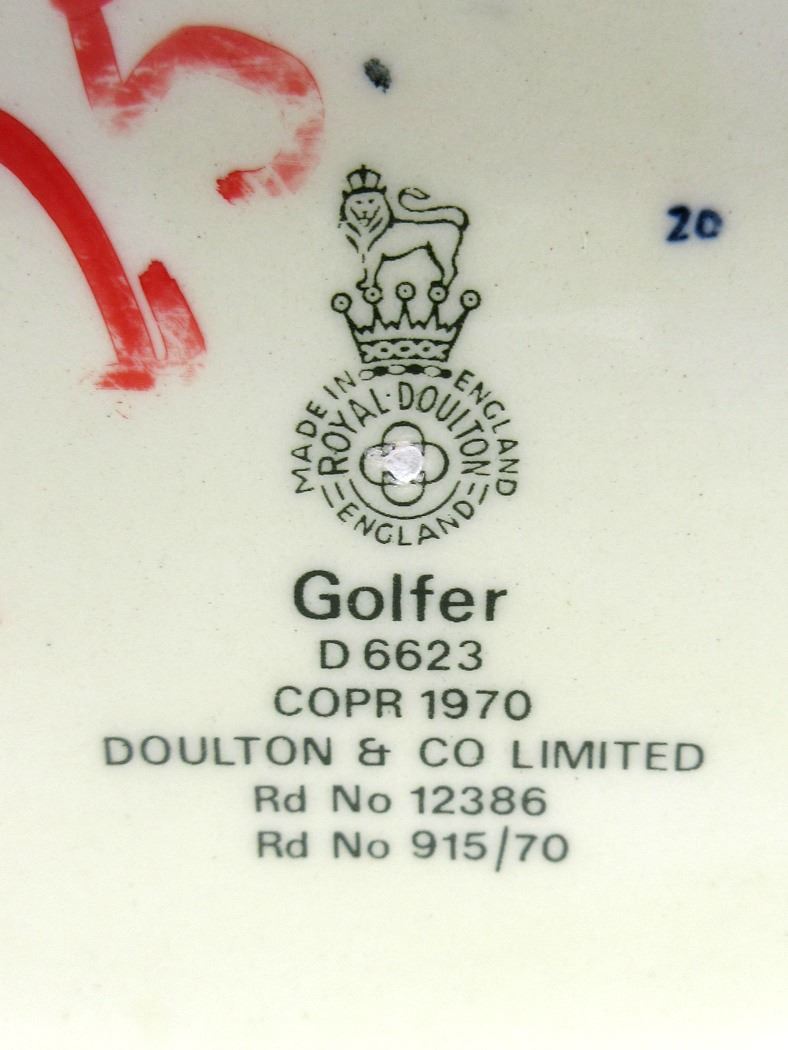 20
MADE IN ENGLAND
ROYAL·DOULTON
ENGLAND
Golfer
D 6623
COPR 1970
DOULTON & CO LIMITED
Rd No 12386
Rd No 915/70